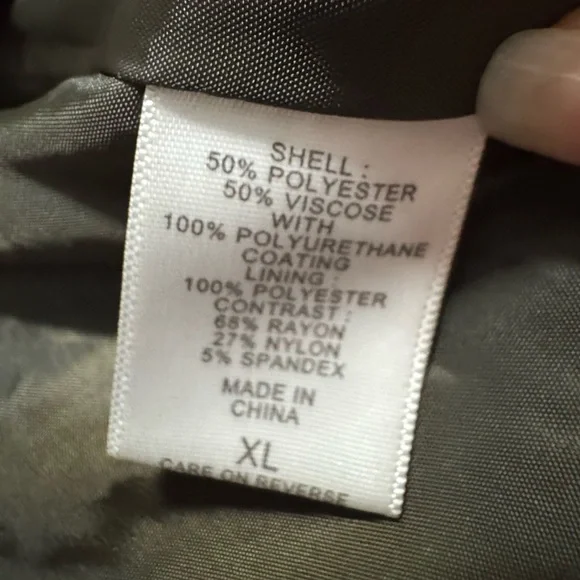 SHELL :
50% POLYESTER
50% VISCOSE
WITH
100% POLYURETHANE
COATING
LINING :
100% POLYESTER
CONTRAST :
68% RAYON
27% NYLON
5% SPANDEX
MADE IN
CHINA
XL
CARE ON REVERSE